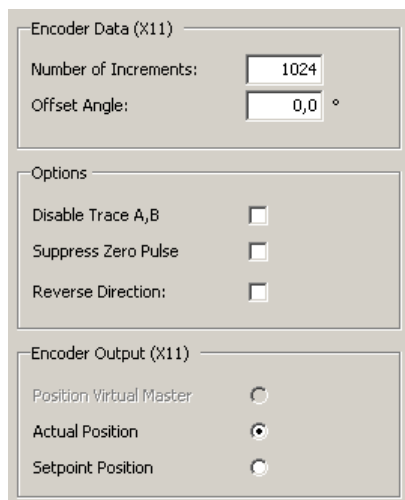 Encoder Data (X11)
Number of Increments: 1024
Offset Angle: 0,0 °
Options
Disable Trace A,B
Suppress Zero Pulse
Reverse Direction:
Encoder Output (X11)
Position Virtual Master
Actual Position
Setpoint Position